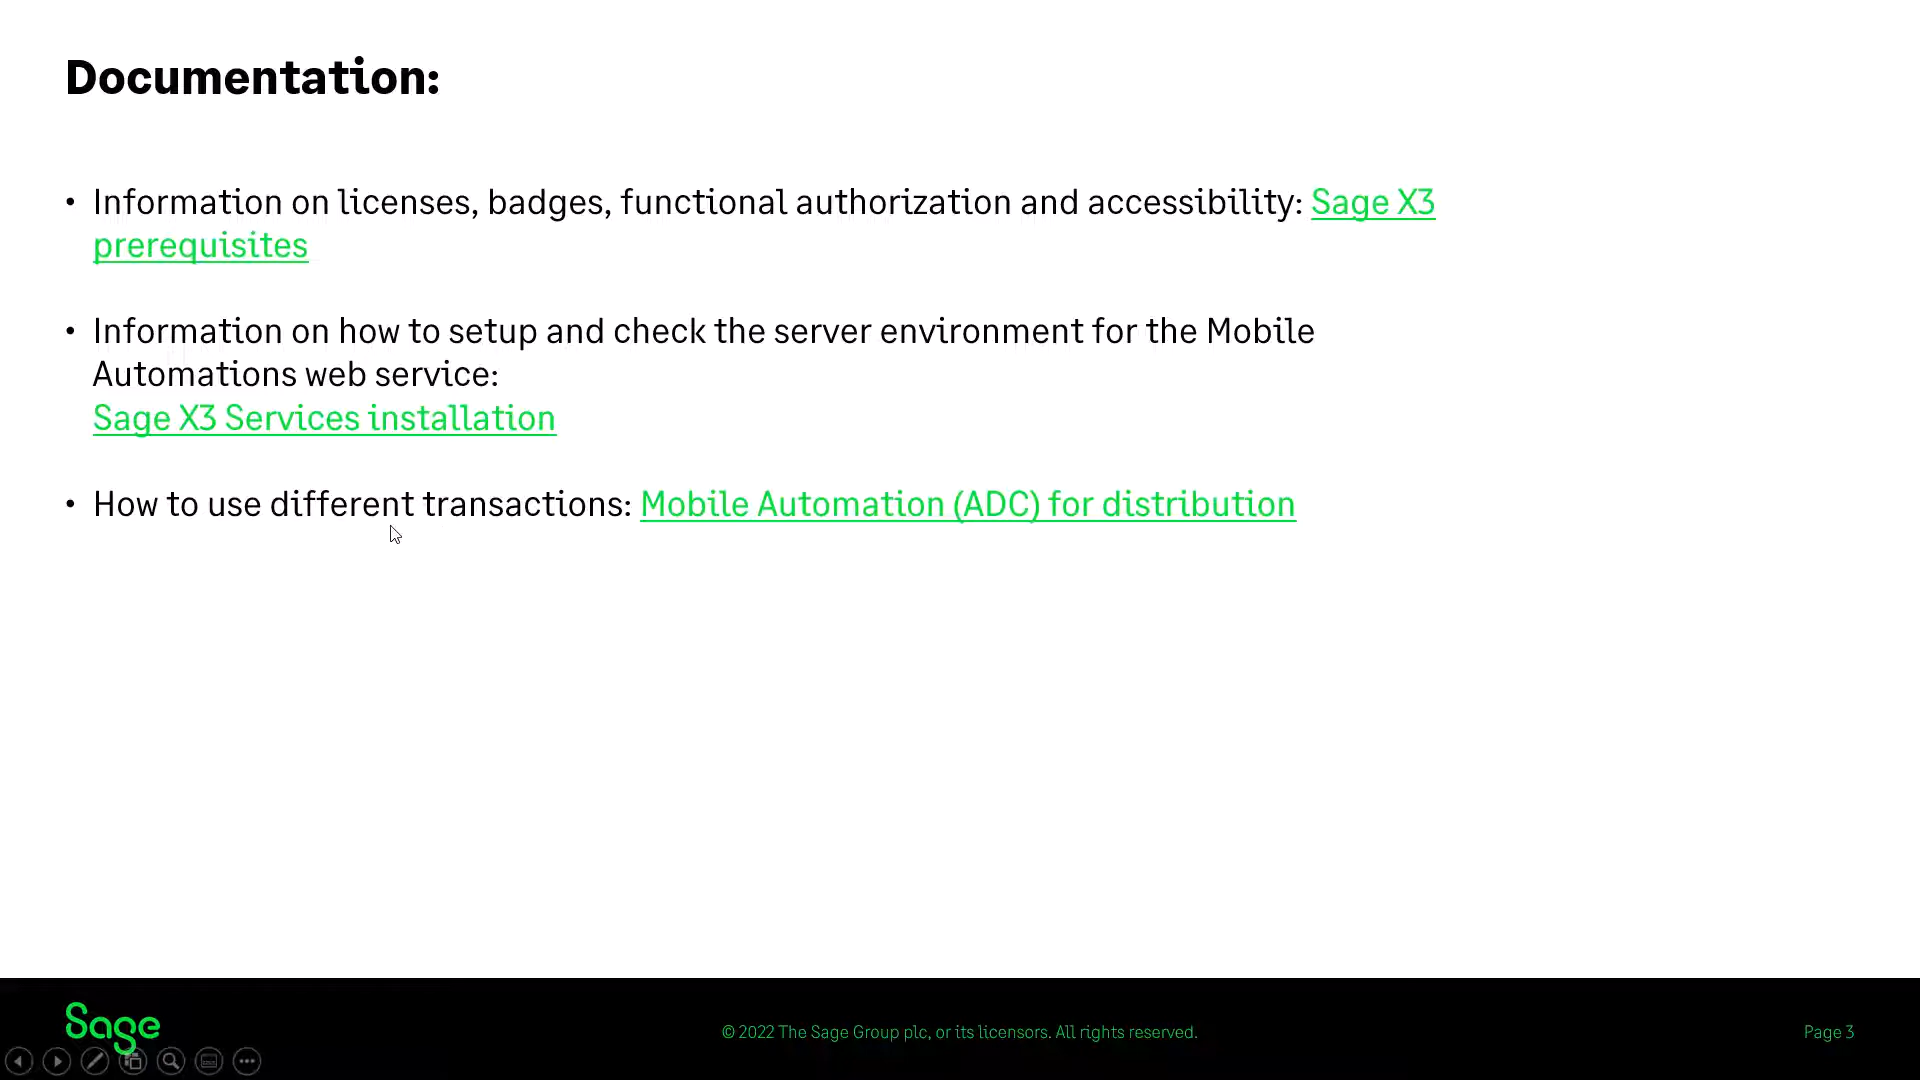 Documentation:
• Information on licenses, badges, functional authorization and accessibility: Sage X3
prerequisites
• Information on how to setup and check the server environment for the Mobile
Automations web service:
Sage X3 Services installation
• How to use different transactions: Mobile Automation (ADC) for distribution
Sage
© 2022 The Sage Group plc, or its licensors. All rights reserved.
Page 3